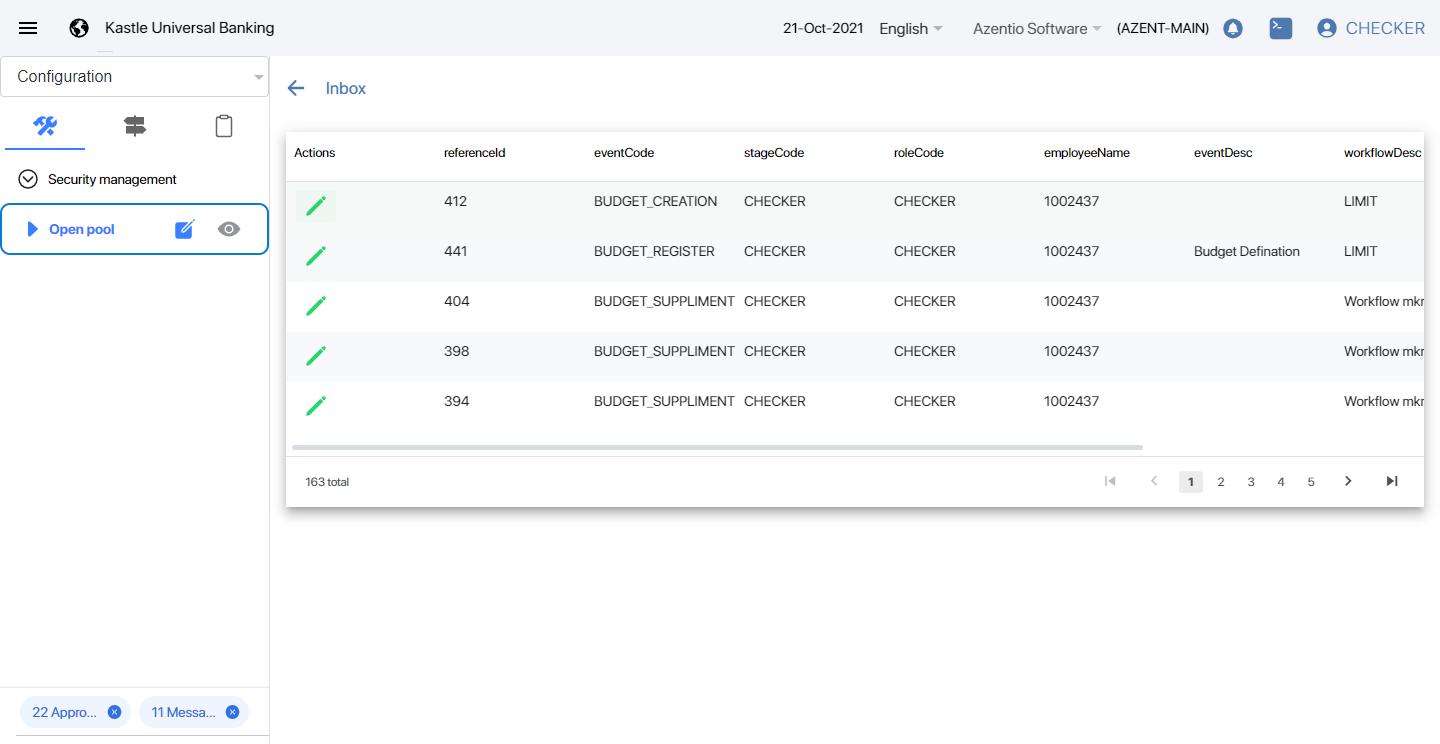 Kastle Universal Banking
21-Oct-2021 English Azentio Software (AZENT-MAIN) CHECKER
Configuration
Security management
Open pool
22 Appro...
11 Messa...
Inbox
Actions referenceId eventCode stageCode roleCode employeeName eventDesc workflowDesc
412 BUDGET_CREATION CHECKER CHECKER 1002437 LIMIT
441 BUDGET_REGISTER CHECKER CHECKER 1002437 Budget Defination LIMIT
404 BUDGET_SUPPLIMENT CHECKER CHECKER 1002437 Workflow mkr
398 BUDGET_SUPPLIMENT CHECKER CHECKER 1002437 Workflow mkr
394 BUDGET_SUPPLIMENT CHECKER CHECKER 1002437 Workflow mkr
163 total
1 2 3 4 5